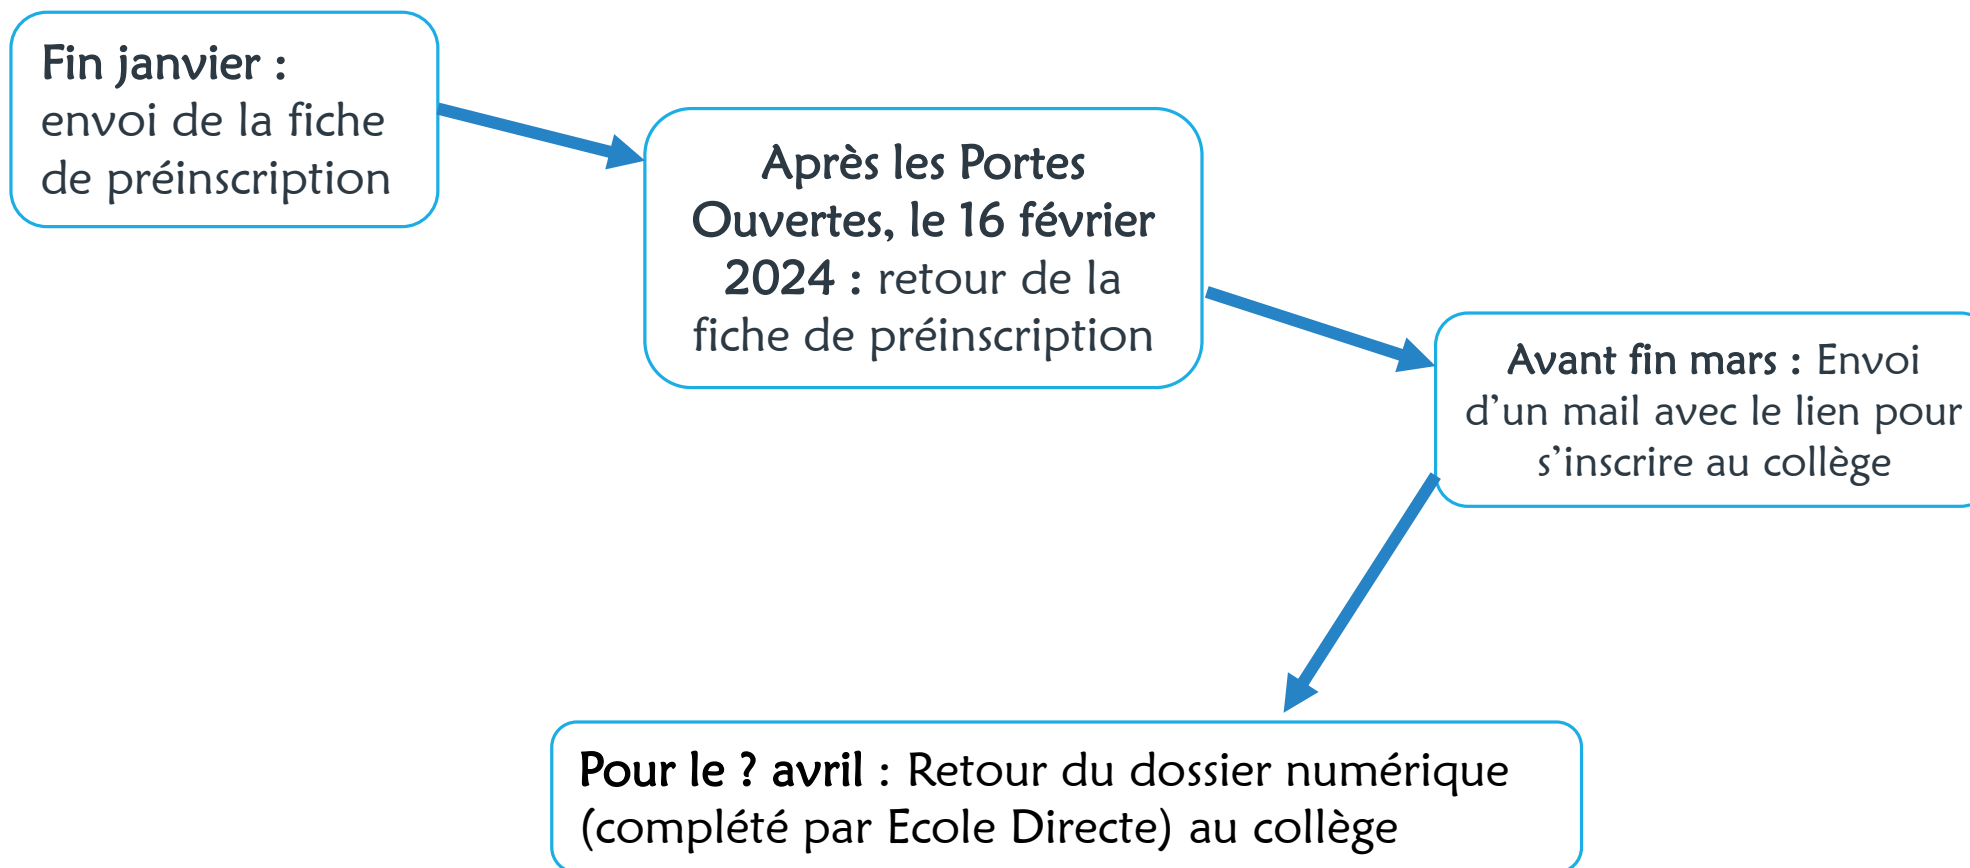 Fin janvier :
envoi de la fiche
de préinscription
Après les Portes
Ouvertes, le 16 février
2024 : retour de la
fiche de préinscription
Avant fin mars : Envoi
d’un mail avec le lien pour
s’inscrire au collège
Pour le ? avril : Retour du dossier numérique
(complété par Ecole Directe) au collège